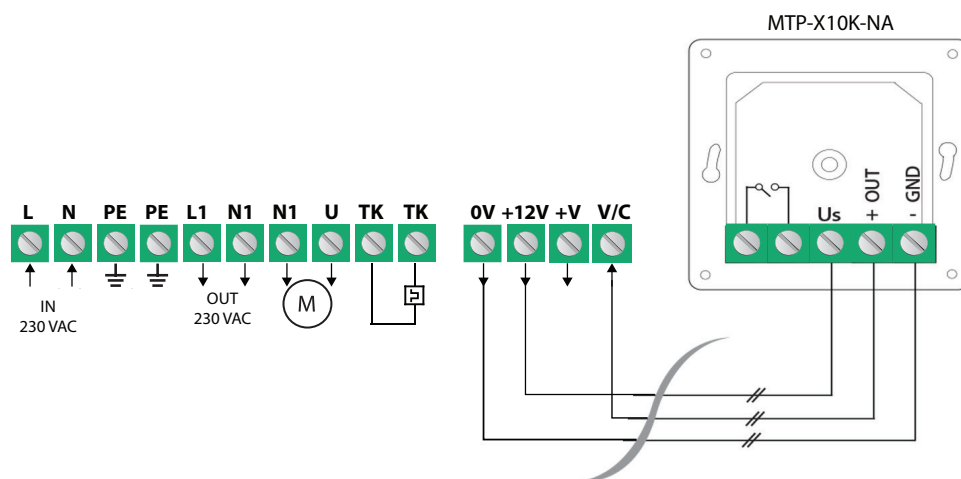 MTP-X10K-NA
L N PE PE L1 N1 N1 U TK TK
0V +12V +V V/C
Us + OUT - GND
IN
230 VAC
OUT
230 VAC
M